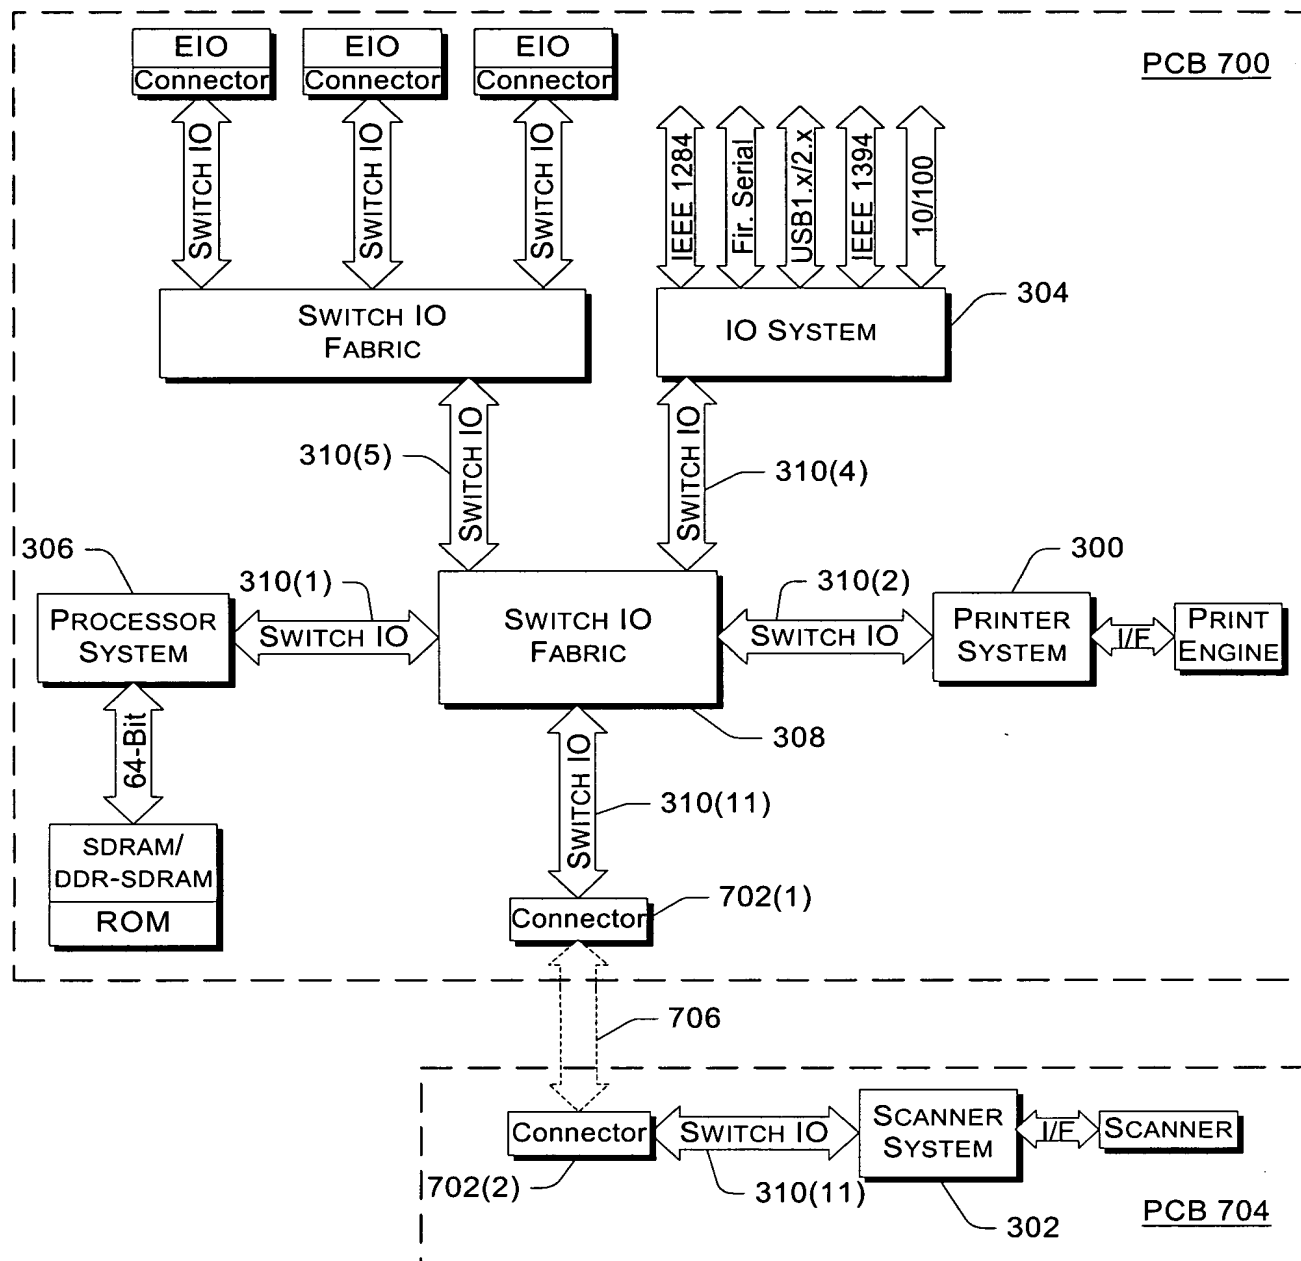 EIO
Connector
EIO
Connector
EIO
Connector
PCB 700
SWITCH IO
SWITCH IO
SWITCH IO
IEEE 1284
Fir. Serial
USB1.x/2.x
IEEE 1394
10/100
SWITCH IO
FABRIC
IO SYSTEM
304
SWITCH IO
310(5)
SWITCH IO
310(4)
306
PROCESSOR
SYSTEM
310(1)
SWITCH IO
SWITCH IO
FABRIC
308
310(2)
SWITCH IO
300
PRINTER
SYSTEM
I/F
PRINT
ENGINE
64-Bit
SDRAM/
DDR-SDRAM
ROM
SWITCH IO
310(11)
Connector
702(1)
706
Connector
702(2)
SWITCH IO
310(11)
SCANNER
SYSTEM
302
I/F
SCANNER
PCB 704